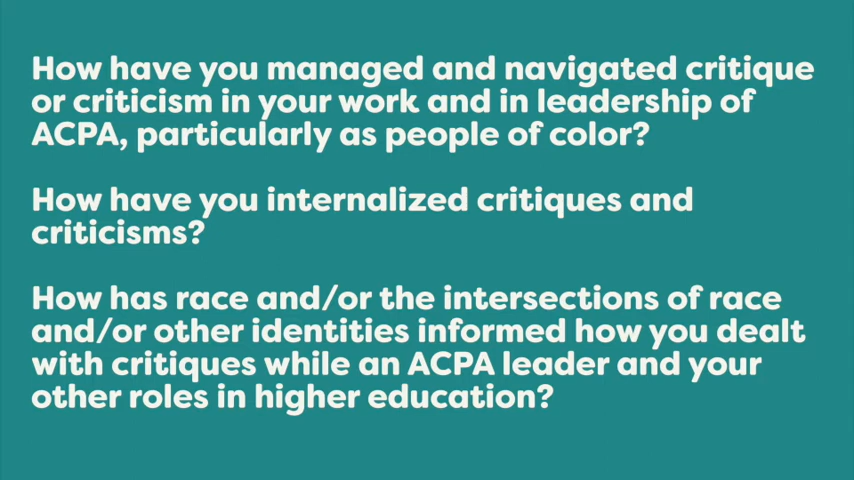 How have you managed and navigated critique
or criticism in your work and in leadership of
ACPA, particularly as people of color?
How have you internalized critiques and
criticisms?
How has race and/or the intersections of race
and/or other identities informed how you dealt
with critiques while an ACPA leader and your
other roles in higher education?